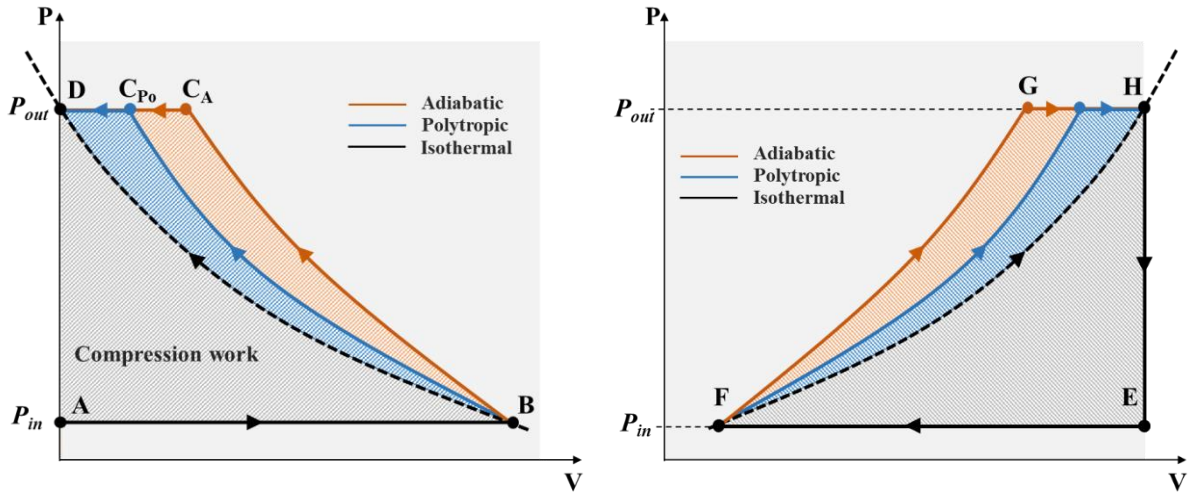 P
D
C_Po
C_A
P_out
Adiabatic
Polytropic
Isothermal
Compression work
A
B
P_in
V
P
G
H
P_out
Adiabatic
Polytropic
Isothermal
F
E
P_in
V